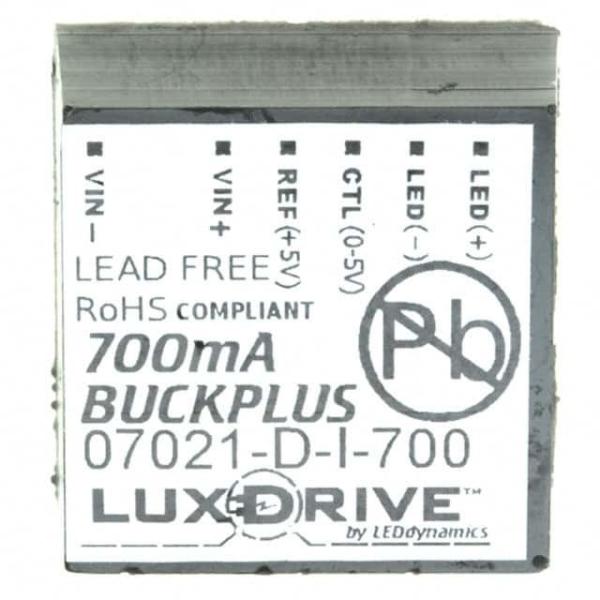 VIN-
VIN+
REF(+5V)
CTL(0-5V)
LED(-)
LED(+)
LEAD FREE
RoHS COMPLIANT
Pb
700mA
BUCKPLUS
07021-D-I-700
LUXDRIVE™
by LEDdynamics